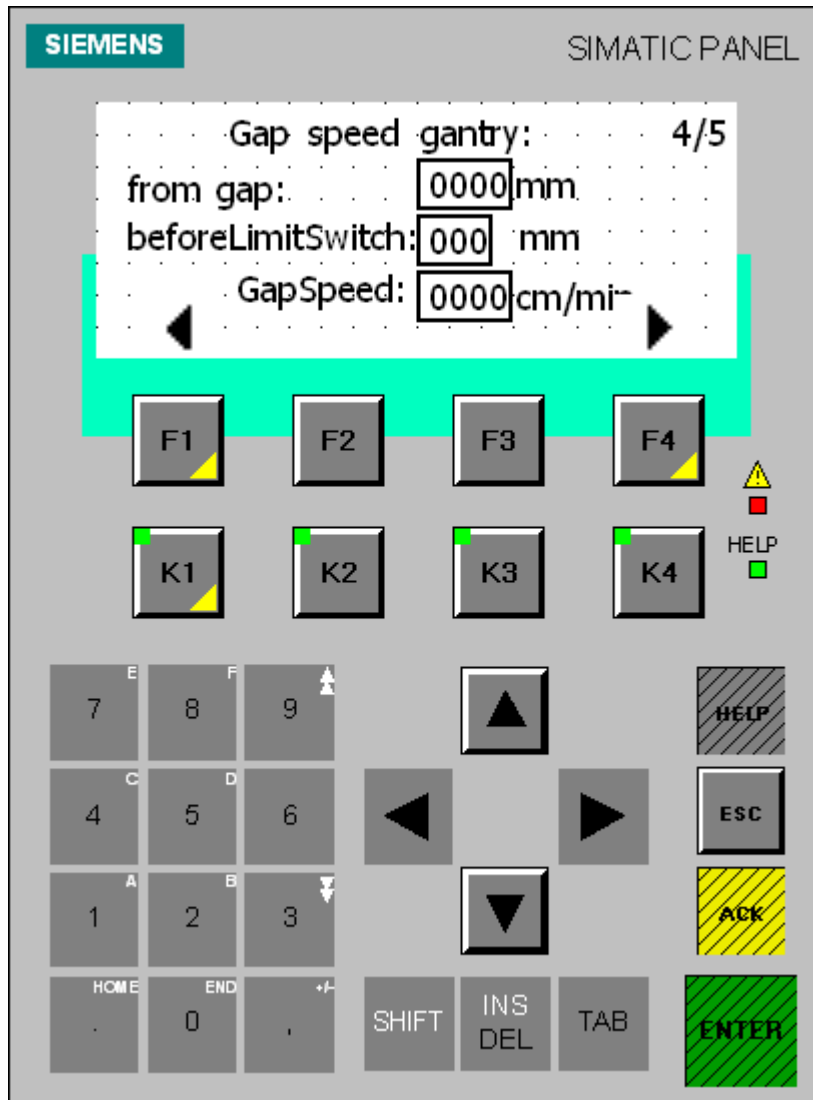 SIEMENS
SIMATIC PANEL
Gap speed gantry: 4/5
from gap: 0000 mm
beforeLimitSwitch: 000 mm
GapSpeed: 0000 cm/min
F1 F2 F3 F4
K1 K2 K3 K4
HELP
E F
7 8 9
HELP
C D
4 5 6
ESC
A B
1 2 3
ACK
HOME END +/-
. 0 ,
SHIFT
INS
DEL
TAB
ENTER